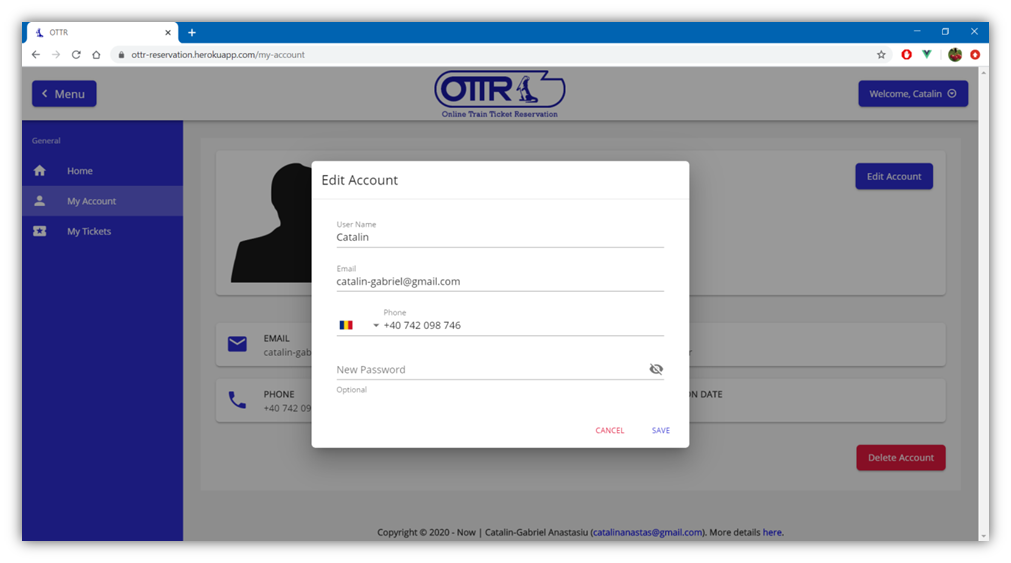 OTTR
ottr-reservation.herokuapp.com/my-account
Menu
OTTR
Online Train Ticket Reservation
Welcome, Catalin
General
Home
My Account
My Tickets
Edit Account
Edit Account
User Name
Catalin
Email
catalin-gabriel@gmail.com
Phone
+40 742 098 746
New Password
Optional
CANCEL
SAVE
EMAIL
catalin-gab
r
PHONE
+40 742 09
ON DATE
Delete Account
Copyright © 2020 - Now | Catalin-Gabriel Anastasiu (catalinanastas@gmail.com). More details here.